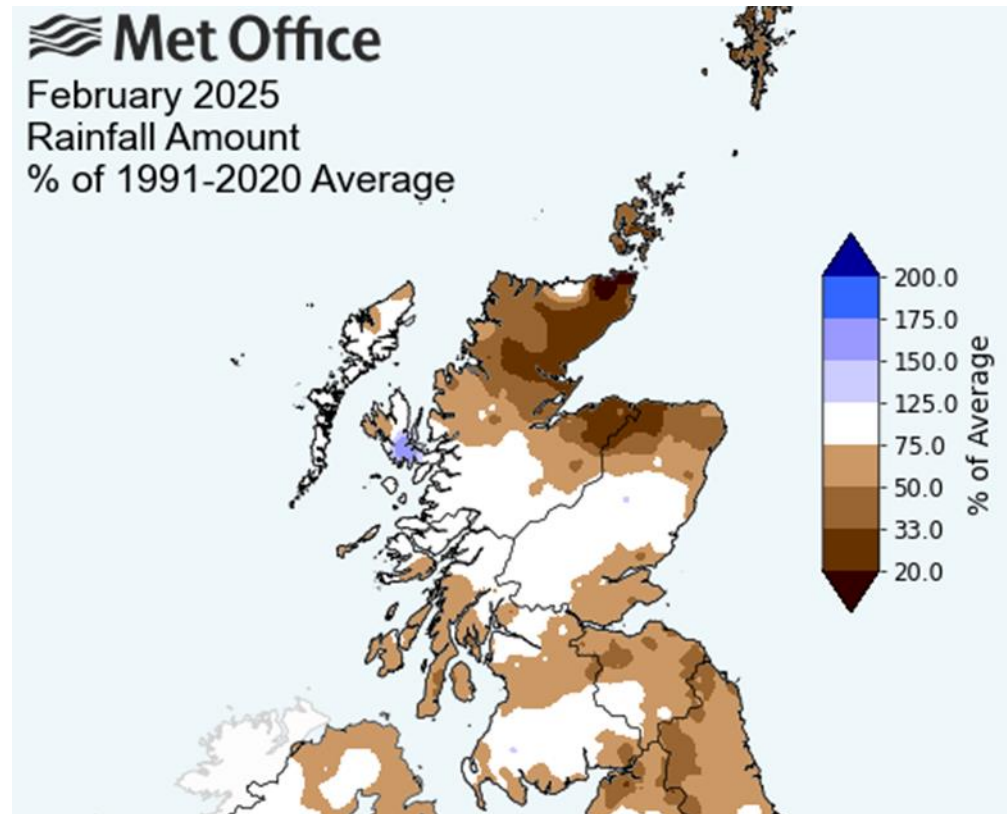 Met Office
February 2025
Rainfall Amount
% of 1991-2020 Average
200.0
175.0
150.0
125.0
75.0
50.0
33.0
20.0
% of Average